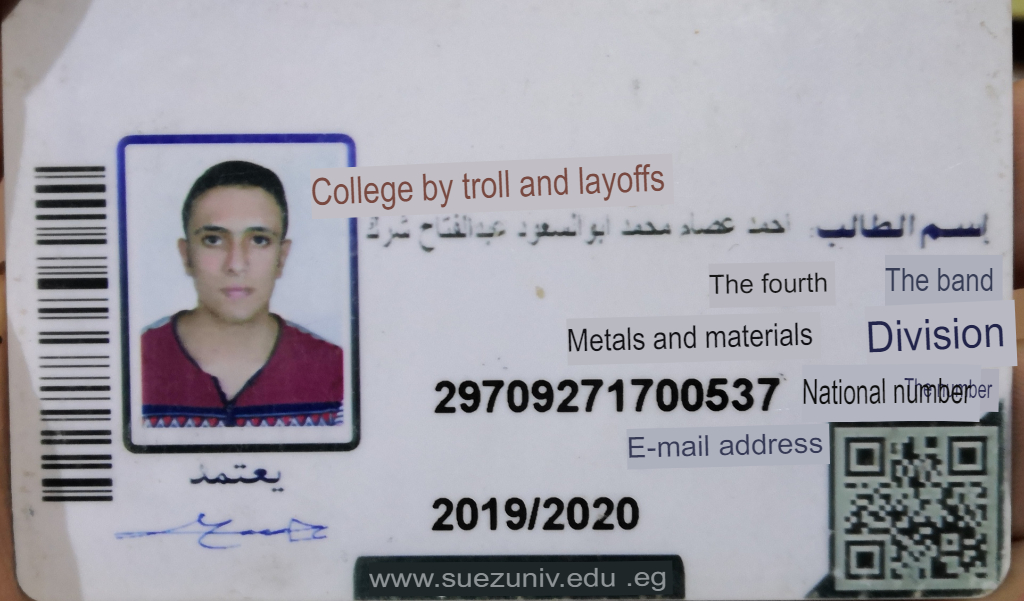 College by troll and layoffs
إسم الطالب: احمد عصام محمد ابوالسعود عبدالفتاح شرك
The band The fourth
Division Metals and materials
National number 29709271700537
The number
E-mail address
يعتمد
2019/2020
www.suezuniv.edu .eg